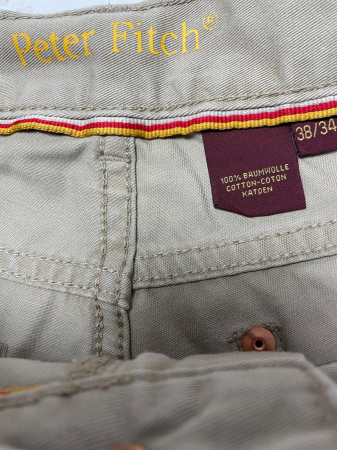 Peter Fitch®
38/34
100% BAUMWOLLE
COTTON-COTON
KATOEN